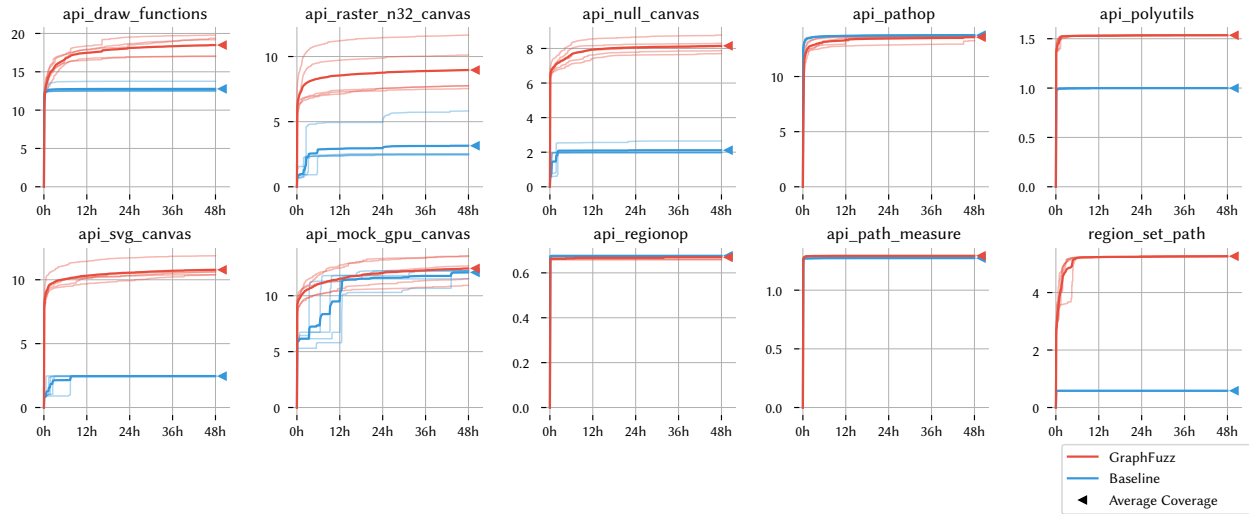 api_draw_functions
api_raster_n32_canvas
api_null_canvas
api_pathop
api_polyutils
20
15
10
5
0
0h 12h 24h 36h 48h
10
5
0
0h 12h 24h 36h 48h
8
6
4
2
0
0h 12h 24h 36h 48h
10
5
0
0h 12h 24h 36h 48h
1.5
1.0
0.5
0.0
0h 12h 24h 36h 48h
api_svg_canvas
api_mock_gpu_canvas
api_regionop
api_path_measure
region_set_path
10
5
0
0h 12h 24h 36h 48h
10
5
0
0h 12h 24h 36h 48h
0.6
0.4
0.2
0.0
0h 12h 24h 36h 48h
1.0
0.5
0.0
0h 12h 24h 36h 48h
4
2
0
0h 12h 24h 36h 48h
GraphFuzz
Baseline
Average Coverage